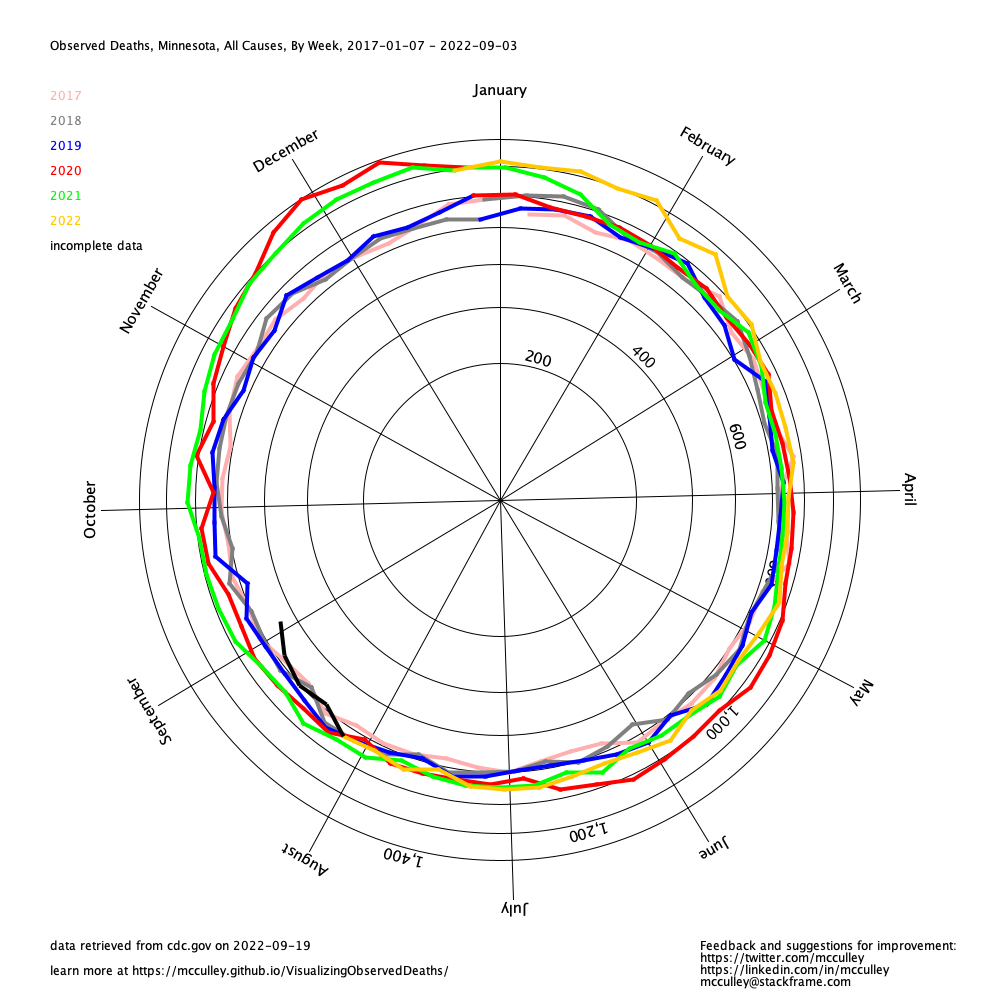 Observed Deaths, Minnesota, All Causes, By Week, 2017-01-07 - 2022-09-03
2017
2018
2019
2020
2021
2022
incomplete data
January
February
March
April
May
June
July
August
September
October
November
December
200
400
600
1,000
1,200
1,400
data retrieved from cdc.gov on 2022-09-19
learn more at https://mcculley.github.io/VisualizingObservedDeaths/
Feedback and suggestions for improvement:
https://twitter.com/mcculley
https://linkedin.com/in/mcculley
mcculley@stackframe.com